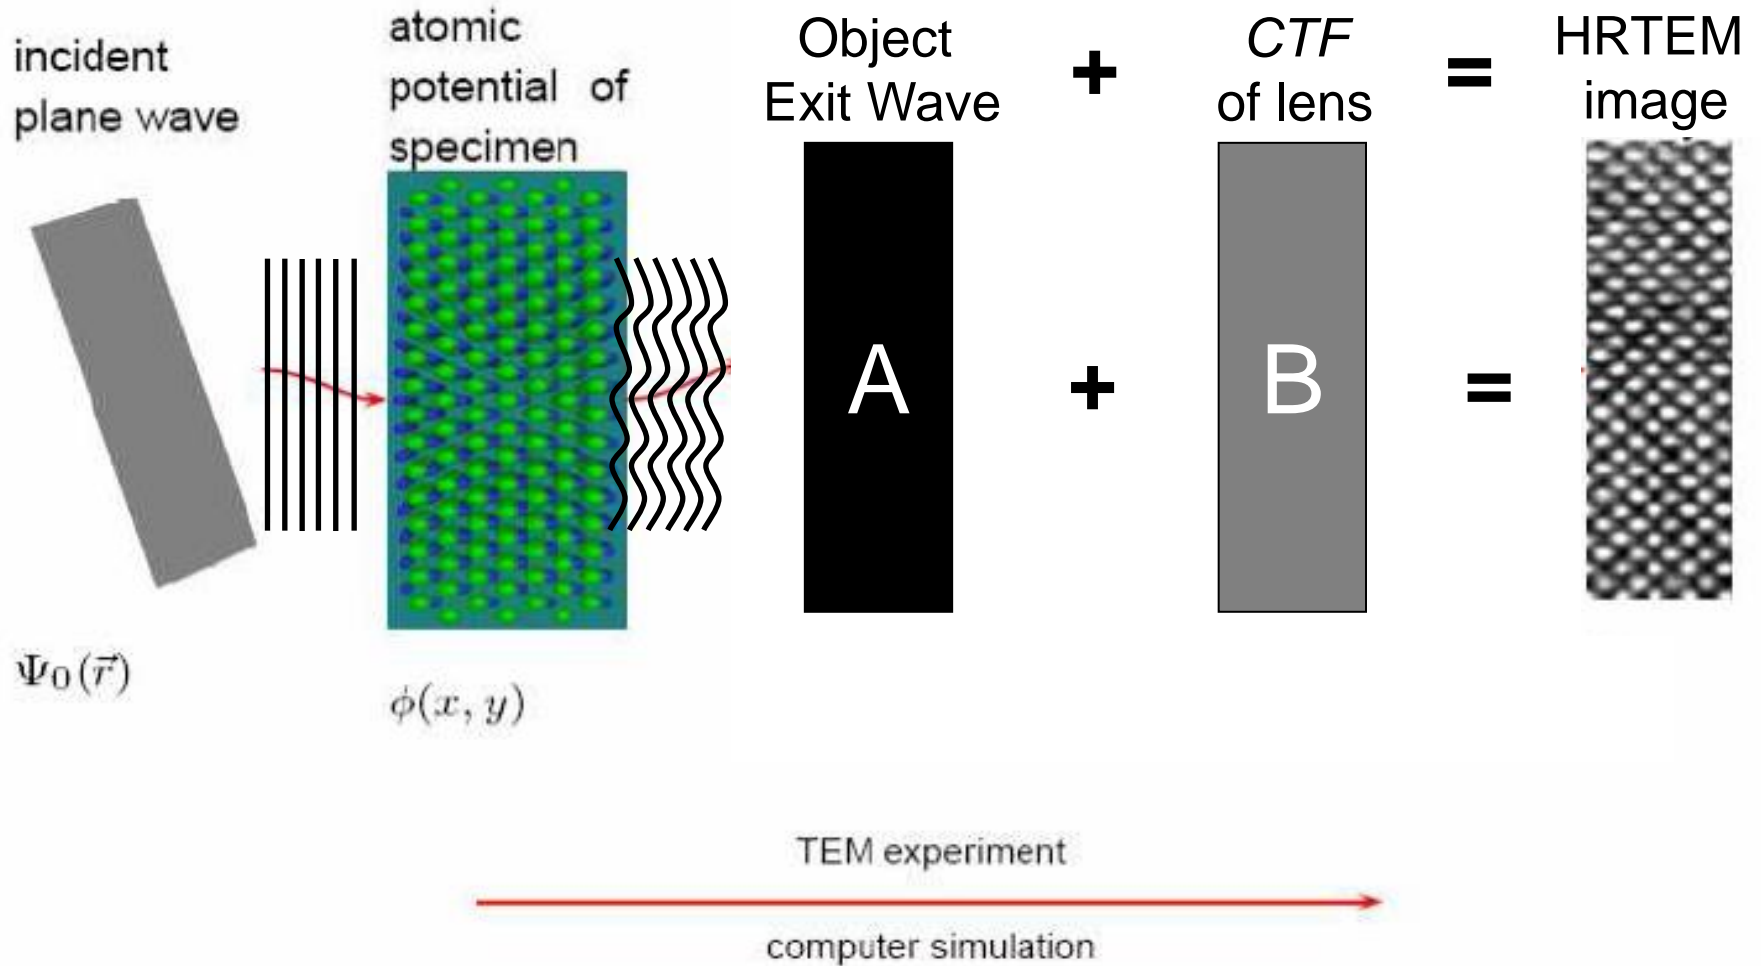 incident
plane wave
atomic
potential of
specimen
Object
Exit Wave
+
CTF
of lens
=
HRTEM
image
A
+
B
=
Ψ₀(r⃗)
ϕ(x, y)
TEM experiment
computer simulation